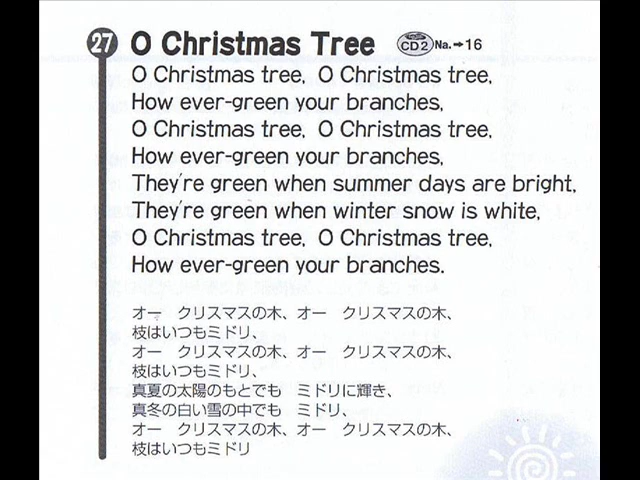 27 O Christmas Tree CD2 Na.➡16
O Christmas tree, O Christmas tree,
How ever-green your branches,
O Christmas tree, O Christmas tree,
How ever-green your branches,
They're green when summer days are bright,
They're green when winter snow is white,
O Christmas tree, O Christmas tree,
How ever-green your branches.
オー　クリスマスの木、オー　クリスマスの木、
枝はいつもミドリ、
オー　クリスマスの木、オー　クリスマスの木、
枝はいつもミドリ、
真夏の太陽のもとでも　ミドリに輝き、
真冬の白い雪の中でも　ミドリ、
オー　クリスマスの木、オー　クリスマスの木、
枝はいつもミドリ